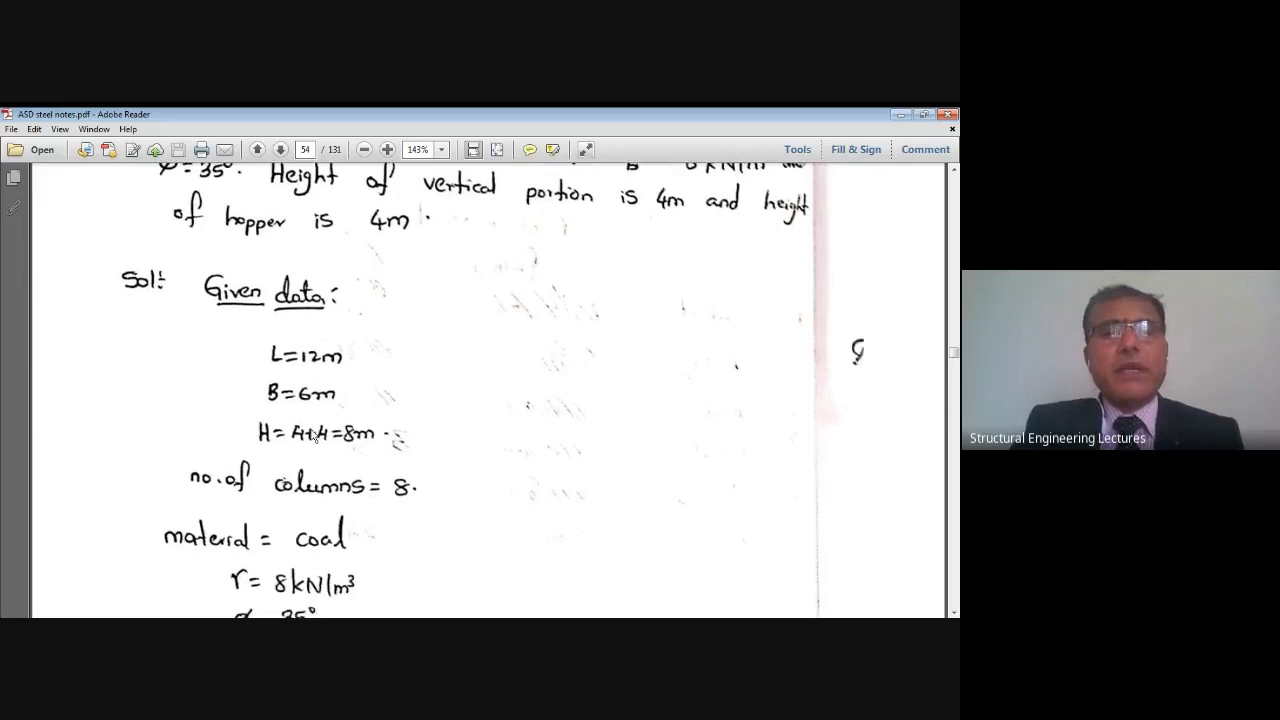 ASD steel notes.pdf - Adobe Reader
File Edit View Window Help
Open 54 / 131 143% Tools Fill & Sign Comment
φ=35°. Height of vertical portion is 4m and height
of hopper is 4m.
Sol: Given data:
L=12m
B=6m
H= 4+4=8m.
no. of columns= 8.
material = coal
γ= 8kN/m³
35°
Structural Engineering Lectures